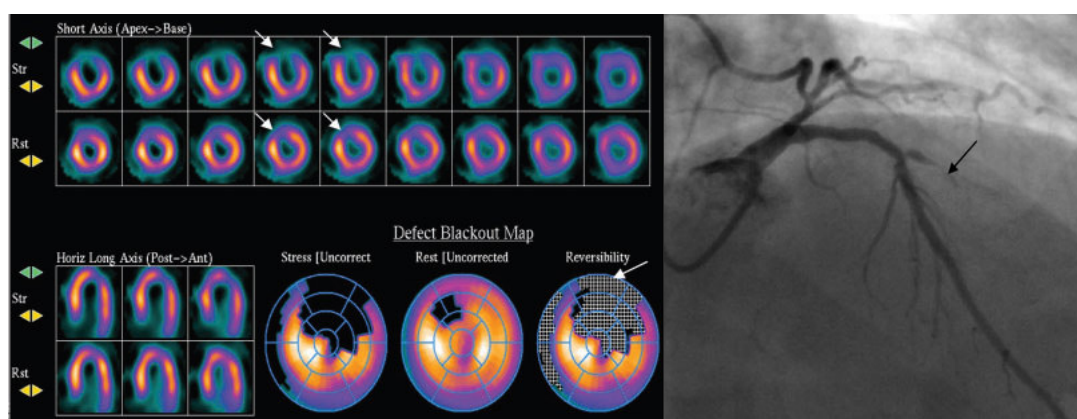 Short Axis (Apex->Base)
Str
Rst
Defect Blackout Map
Horiz Long Axis (Post->Ant)
Stress [Uncorrect
Rest [Uncorrected
Reversibility
Str
Rst